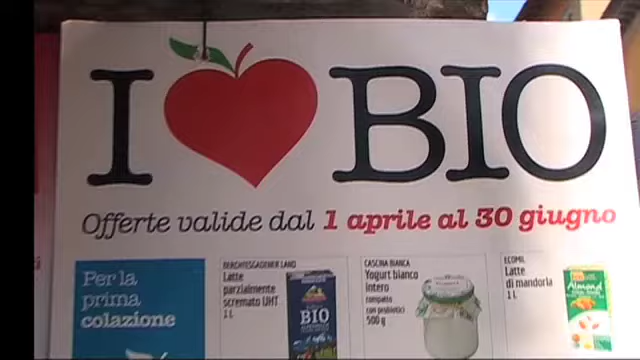 I BIO
Offerte valide dal 1 aprile al 30 giugno
Per la
prima
colazione
BERCHTESGADENER LAND
Latte
parzialmente
scremato UHT
1 L
BIO
CASCINA BIANCA
Yogurt bianco
intero
compatto
con probiotici
500 g
ECOMIL
Latte
di mandorla
1 L
Almond